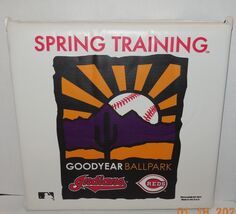 SPRING TRAINING
GOODYEAR BALLPARK
Indians
REDS